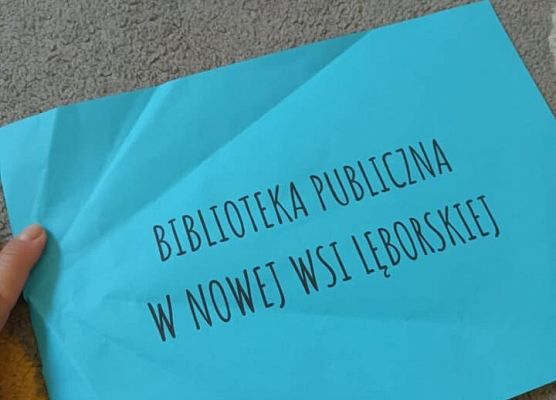 BIBLIOTEKA PUBLICZNA
W NOWEJ WSI LĘBORSKIEJ